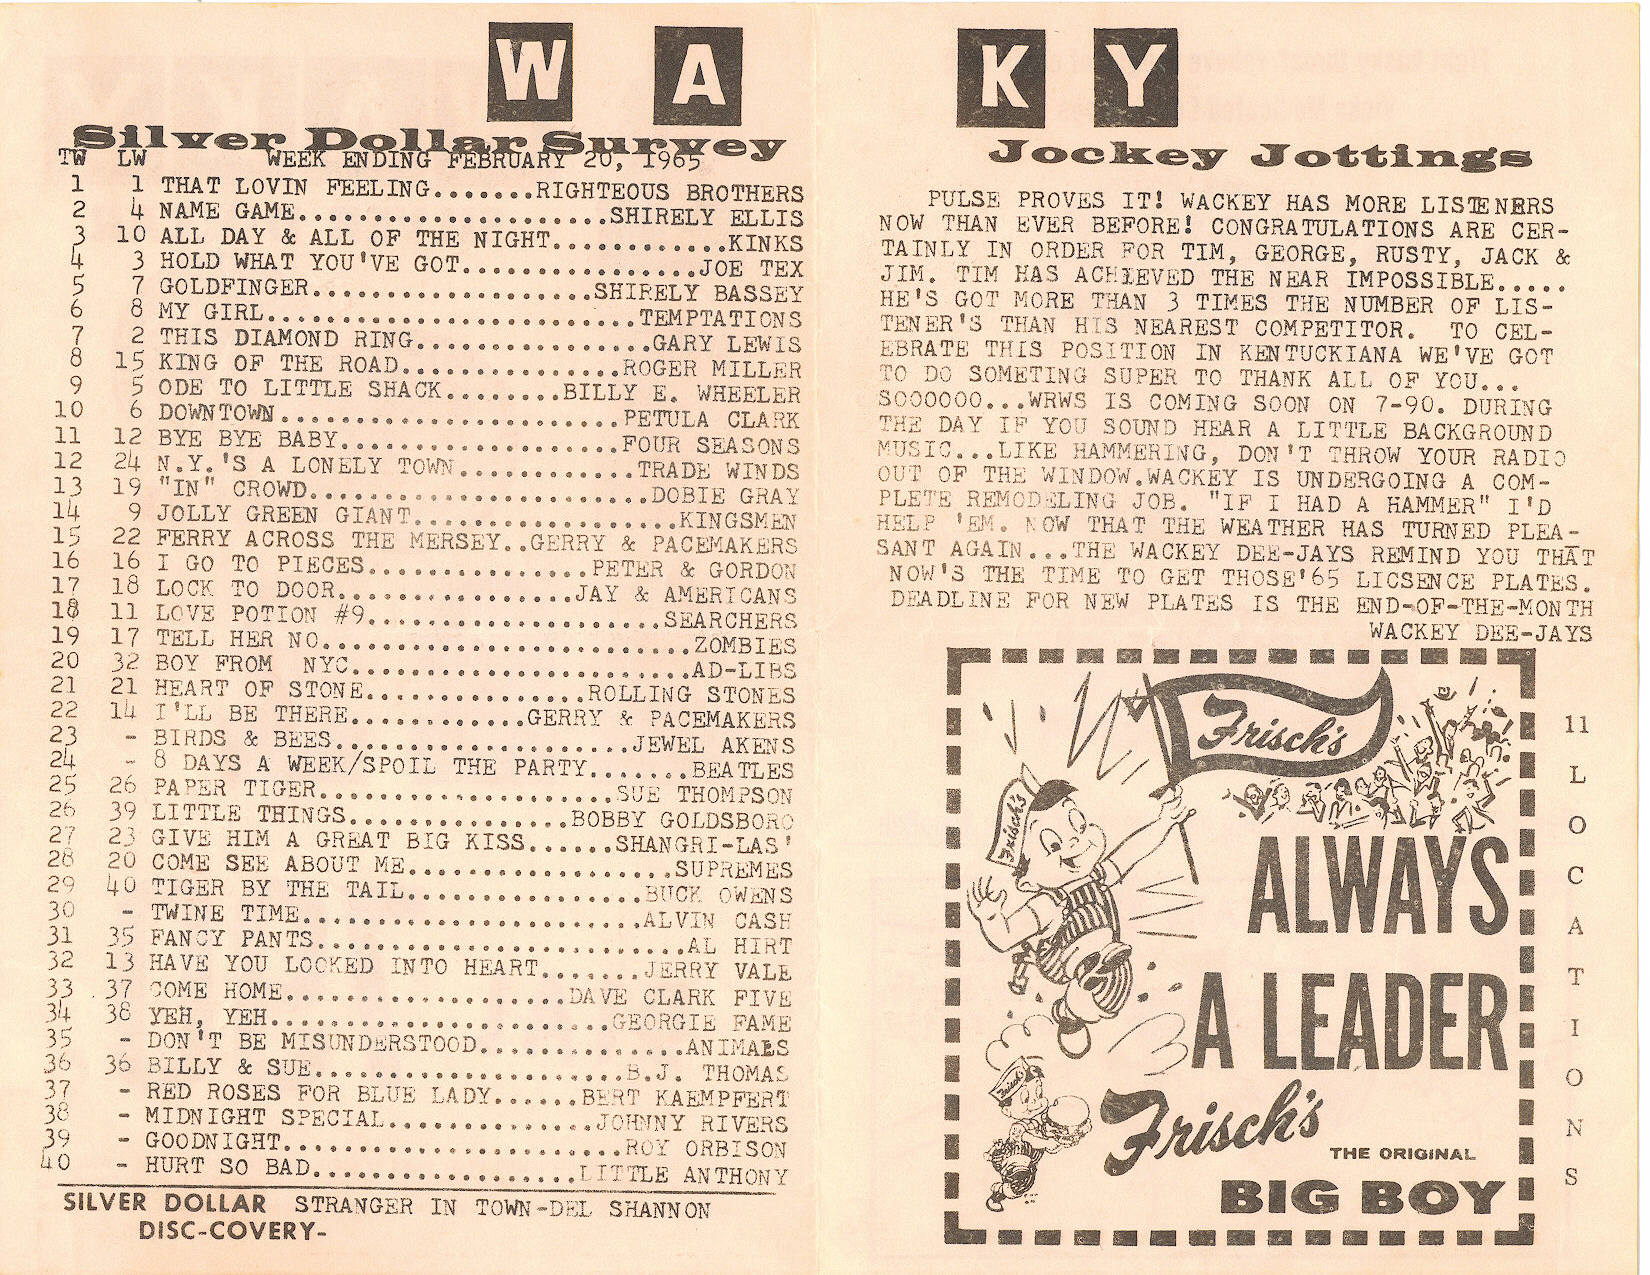 W A K Y
Silver Dollar Survey
TW LW WEEK ENDING FEBRUARY 20, 1965
1 1 THAT LOVIN FEELING.......RIGHTEOUS BROTHERS
2 4 NAME GAME.....................SHIRELY ELLIS
3 10 ALL DAY & ALL OF THE NIGHT............KINKS
4 3 HOLD WHAT YOU'VE GOT................JOE TEX
5 7 GOLDFINGER...................SHIRELY BASSEY
6 8 MY GIRL.........................TEMPTATIONS
7 2 THIS DIAMOND RING................GARY LEWIS
8 15 KING OF THE ROAD...............ROGER MILLER
9 5 ODE TO LITTLE SHACK........BILLY E. WHEELER
10 6 DOWNTOWN.......................PETULA CLARK
11 12 BYE BYE BABY...................FOUR SEASONS
12 24 N.Y.'S A LONELY TOWN............TRADE WINDS
13 19 "IN" CROWD.......................DOBIE GRAY
14 9 JOLLY GREEN GIANT..................KINGSMEN
15 22 FERRY ACROSS THE MERSEY..GERRY & PACEMAKERS
16 16 I GO TO PIECES...............PETER & GORDON
17 18 LOCK TO DOOR................JAY & AMERICANS
18 11 LOVE POTION #9....................SEARCHERS
19 17 TELL HER NO.........................ZOMBIES
20 32 BOY FROM NYC.......................AD-LIBS
21 21 HEART OF STONE...............ROLLING STONES
22 14 I'LL BE THERE............GERRY & PACEMAKERS
23 - BIRDS & BEES....................JEWEL AKENS
24 - 8 DAYS A WEEK/SPOIL THE PARTY.......BEATLES
25 26 PAPER TIGER....................SUE THOMPSON
26 39 LITTLE THINGS...............BOBBY GOLDSBORO
27 23 GIVE HIM A GREAT BIG KISS......SHANGRI-LAS'
28 20 COME SEE ABOUT ME..................SUPREMES
29 40 TIGER BY THE TAIL................BUCK OWENS
30 - TWINE TIME.......................ALVIN CASH
31 35 FANCY PANTS.........................AL HIRT
32 13 HAVE YOU LOOKED INTO HEART.......JERRY VALE
33 37 COME HOME...................DAVE CLARK FIVE
34 38 YEH, YEH.......................GEORGIE FAME
35 - DON'T BE MISUNDERSTOOD..............ANIMALS
36 36 BILLY & SUE.....................B.J. THOMAS
37 - RED ROSES FOR BLUE LADY......BERT KAEMPFERT
38 - MIDNIGHT SPECIAL..............JOHNNY RIVERS
39 - GOODNIGHT.......................ROY ORBISON
40 - HURT SO BAD..................LITTLE ANTHONY
SILVER DOLLAR STRANGER IN TOWN-DEL SHANNON
DISC-COVERY-
Jockey Jottings
PULSE PROVES IT! WACKEY HAS MORE LISTENERS
NOW THAN EVER BEFORE! CONGRATULATIONS ARE CER-
TAINLY IN ORDER FOR TIM, GEORGE, RUSTY, JACK &
JIM. TIM HAS ACHIEVED THE NEAR IMPOSSIBLE.....
HE'S GOT MORE THAN 3 TIMES THE NUMBER OF LIS-
TENER'S THAN HIS NEAREST COMPETITOR. TO CEL-
EBRATE THIS POSITION IN KENTUCKIANA WE'VE GOT
TO DO SOMETING SUPER TO THANK ALL OF YOU...
SOOOOOO...WRWS IS COMING SOON ON 7-90. DURING
THE DAY IF YOU SOUND HEAR A LITTLE BACKGROUND
MUSIC...LIKE HAMMERING, DON'T THROW YOUR RADIO
OUT OF THE WINDOW.WACKEY IS UNDERGOING A COM-
PLETE REMODELING JOB. "IF I HAD A HAMMER" I'D
HELP 'EM. NOW THAT THE WEATHER HAS TURNED PLEA-
SANT AGAIN...THE WACKEY DEE-JAYS REMIND YOU THAT
NOW'S THE TIME TO GET THOSE'65 LICSENCE PLATES.
DEADLINE FOR NEW PLATES IS THE END-OF-THE-MONTH
WACKEY DEE-JAYS
Frisch's
Frisch's
ALWAYS
A LEADER
Frisch's
Frisch's
THE ORIGINAL
BIG BOY
11 LOCATIONS